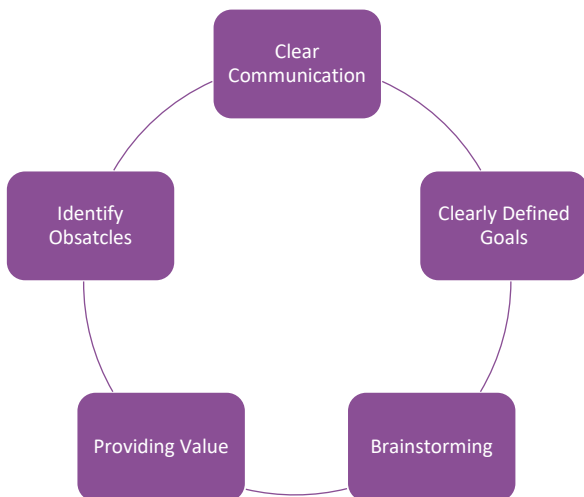 Clear
Communication
Clearly Defined
Goals
Brainstorming
Providing Value
Identify
Obsatcles